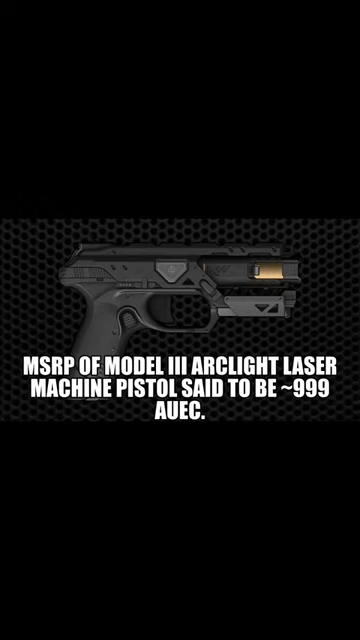 MSRP OF MODEL III ARCLIGHT LASER
MACHINE PISTOL SAID TO BE ~999
AUEC.